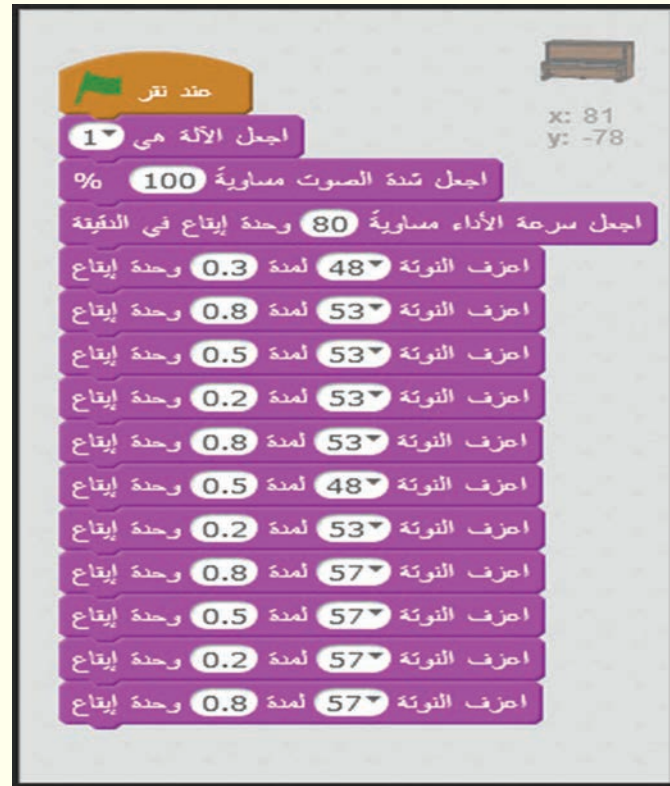 عند نقر
x: 81
y: -78
اجعل الآلة هي 1
اجعل شدة الصوت مساويةً 100 %
اجعل سرعة الأداء مساويةً 80 وحدة إيقاع في الدقيقة
اعزف النوتة 48 لمدة 0.3 وحدة إيقاع
اعزف النوتة 53 لمدة 0.8 وحدة إيقاع
اعزف النوتة 53 لمدة 0.5 وحدة إيقاع
اعزف النوتة 53 لمدة 0.2 وحدة إيقاع
اعزف النوتة 53 لمدة 0.8 وحدة إيقاع
اعزف النوتة 48 لمدة 0.5 وحدة إيقاع
اعزف النوتة 53 لمدة 0.2 وحدة إيقاع
اعزف النوتة 57 لمدة 0.8 وحدة إيقاع
اعزف النوتة 57 لمدة 0.5 وحدة إيقاع
اعزف النوتة 57 لمدة 0.2 وحدة إيقاع
اعزف النوتة 57 لمدة 0.8 وحدة إيقاع